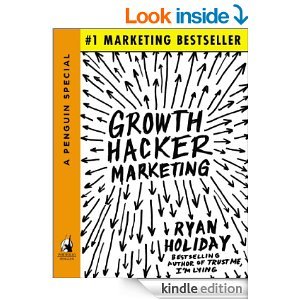 Look inside
#1 MARKETING BESTSELLER
A PENGUIN SPECIAL
GROWTH
HACKER
MARKETING
RYAN
HOLIDAY
BESTSELLING
AUTHOR OF TRUST ME,
I'M LYING
kindle edition